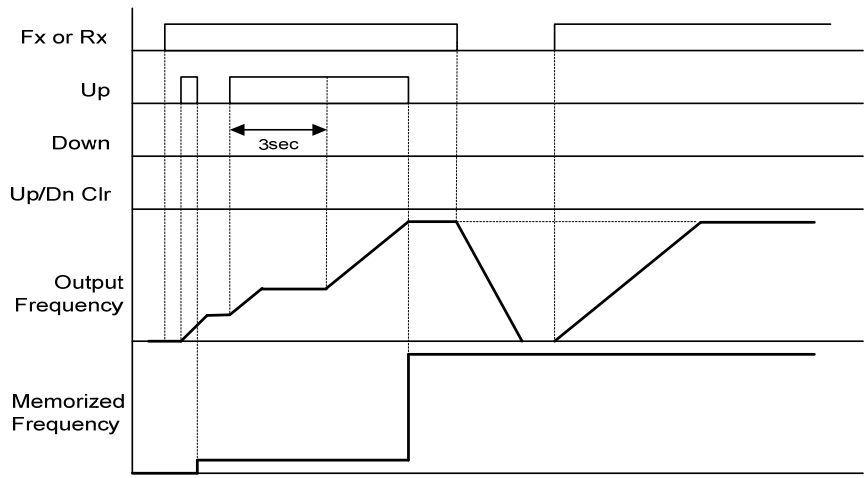 Fx or Rx
Up
3sec
Down
Up/Dn Clr
Output
Frequency
Memorized
Frequency